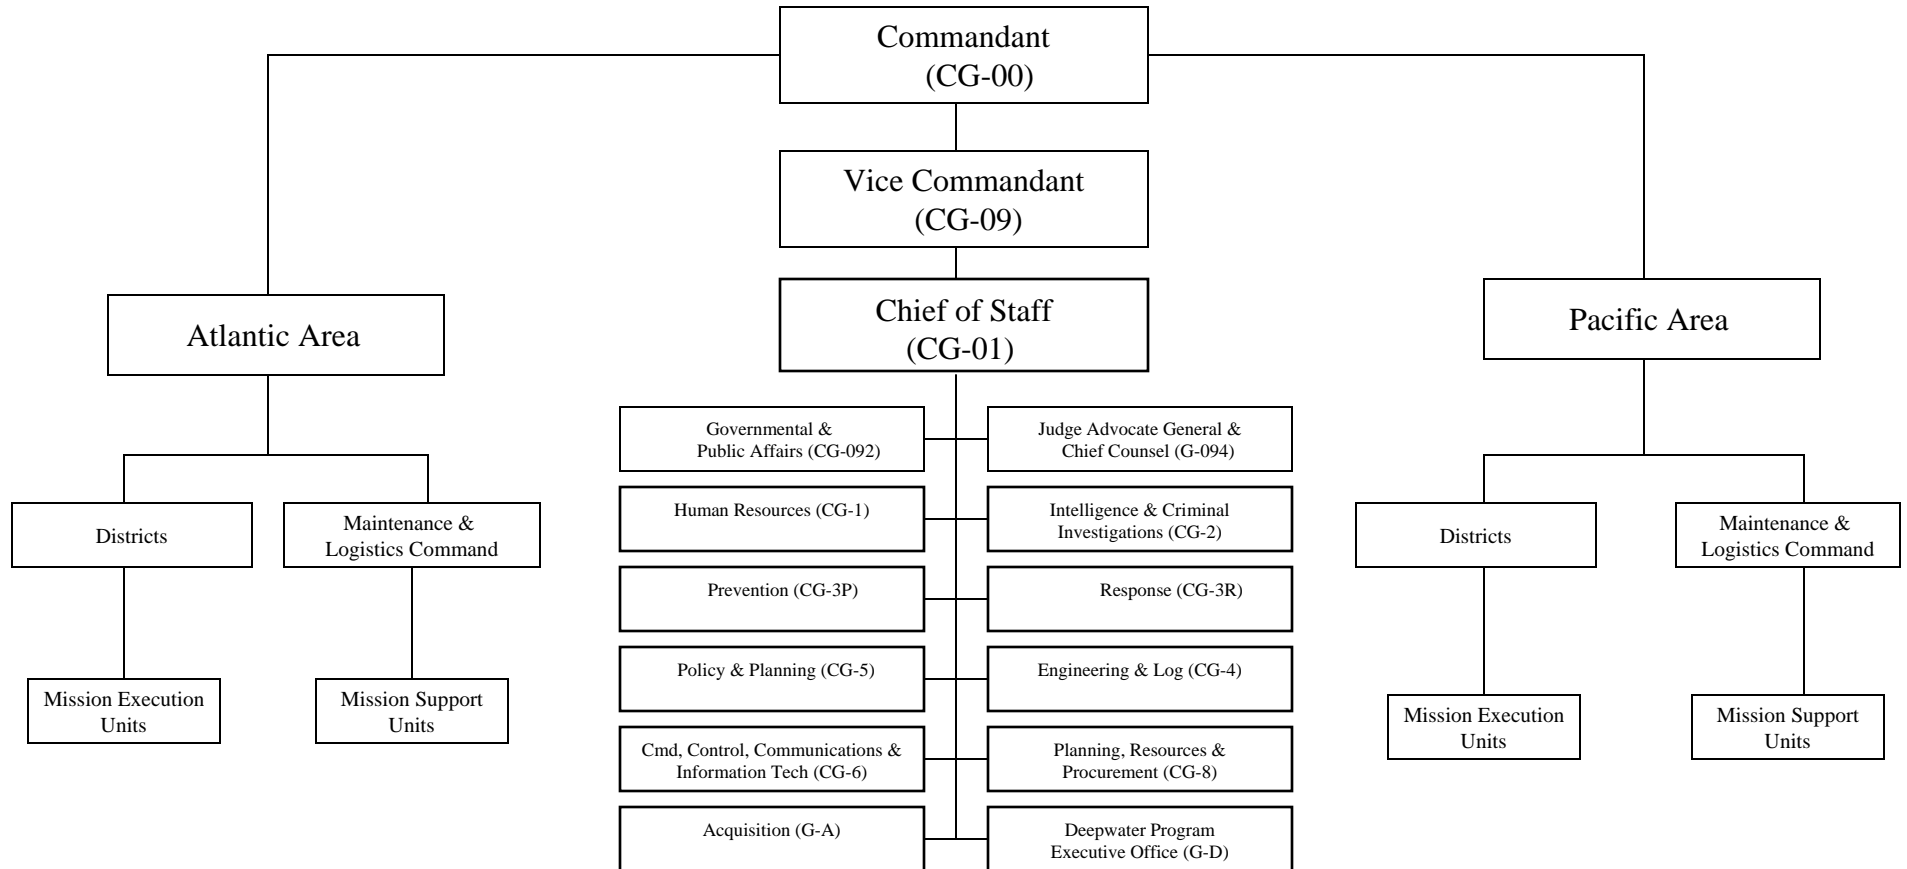 Commandant
(CG-00)
Vice Commandant
(CG-09)
Chief of Staff
(CG-01)
Atlantic Area
Pacific Area
Governmental &
Public Affairs (CG-092)
Judge Advocate General &
Chief Counsel (G-094)
Human Resources (CG-1)
Intelligence & Criminal
Investigations (CG-2)
Prevention (CG-3P)
Response (CG-3R)
Policy & Planning (CG-5)
Engineering & Log (CG-4)
Cmd, Control, Communications &
Information Tech (CG-6)
Planning, Resources &
Procurement (CG-8)
Acquisition (G-A)
Deepwater Program
Executive Office (G-D)
Districts
Maintenance &
Logistics Command
Mission Execution
Units
Mission Support
Units
Districts
Maintenance &
Logistics Command
Mission Execution
Units
Mission Support
Units